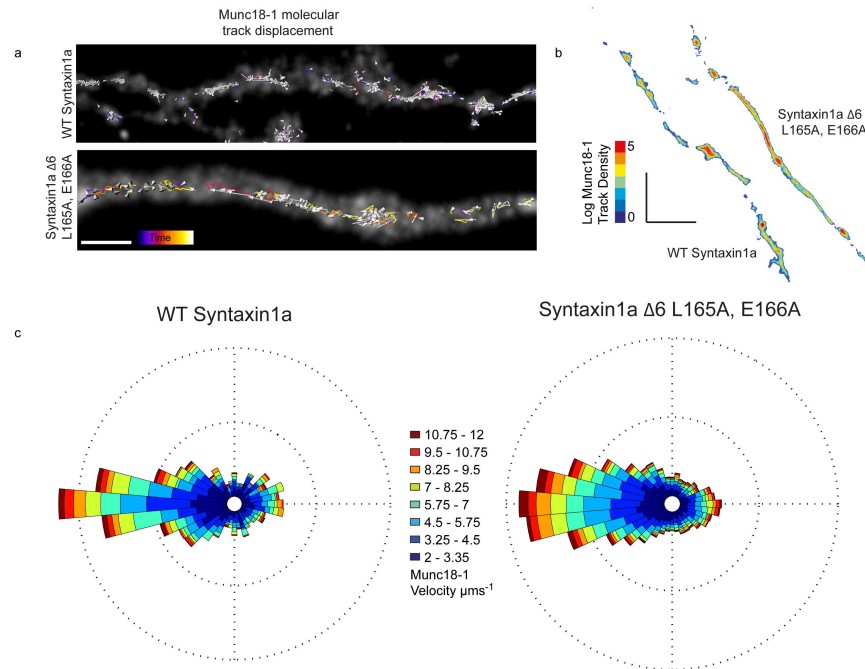 Munc18-1 molecular
track displacement
a
WT Syntaxin1a
Syntaxin1a Δ6
L165A, E166A
Time
b
Syntaxin1a Δ6
L165A, E166A
Log Munc18-1
Track Density
5
0
WT Syntaxin1a
c
WT Syntaxin1a
Syntaxin1a Δ6 L165A, E166A
10.75 - 12
9.5 - 10.75
8.25 - 9.5
7 - 8.25
5.75 - 7
4.5 - 5.75
3.25 - 4.5
2 - 3.35
Munc18-1
Velocity µms⁻¹